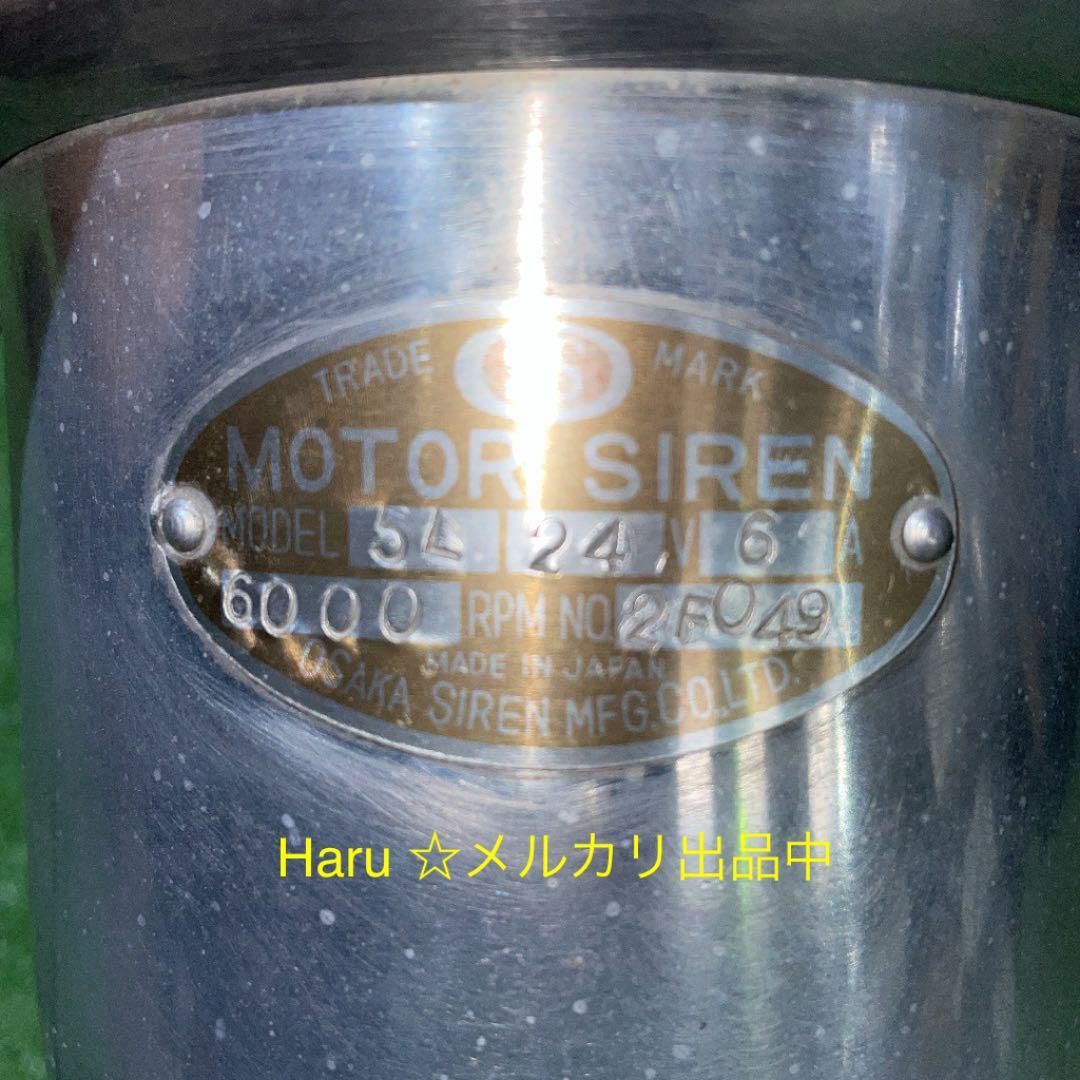 TRADE MARK
MOTOR SIREN
MODEL 5L 24 V 6 A
6000 RPM NO. 2F049
MADE IN JAPAN
OSAKA SIREN MFG.CO.,LTD.
Haru ☆メルカリ出品中